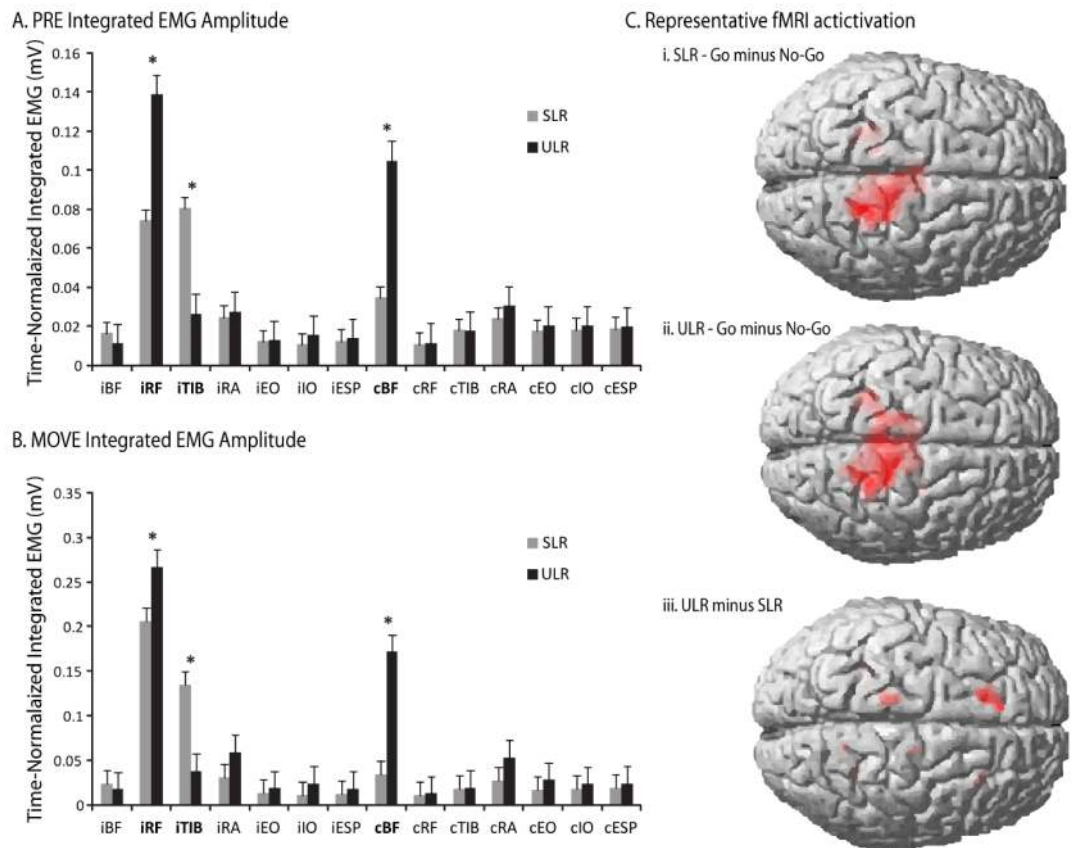 A. PRE Integrated EMG Amplitude
Time-Normalaized Integrated EMG (mV)
0.16
0.14
0.12
0.1
0.08
0.06
0.04
0.02
0
*
*
*
SLR
ULR
iBF iRF iTIB iRA iEO iIO iESP cBF cRF cTIB cRA cEO cIO cESP
B. MOVE Integrated EMG Amplitude
Time-Normalaized Integrated EMG (mV)
0.35
0.3
0.25
0.2
0.15
0.1
0.05
0
*
*
*
SLR
ULR
iBF iRF iTIB iRA iEO iIO iESP cBF cRF cTIB cRA cEO cIO cESP
C. Representative fMRI actictivation
i. SLR - Go minus No-Go
ii. ULR - Go minus No-Go
iii. ULR minus SLR